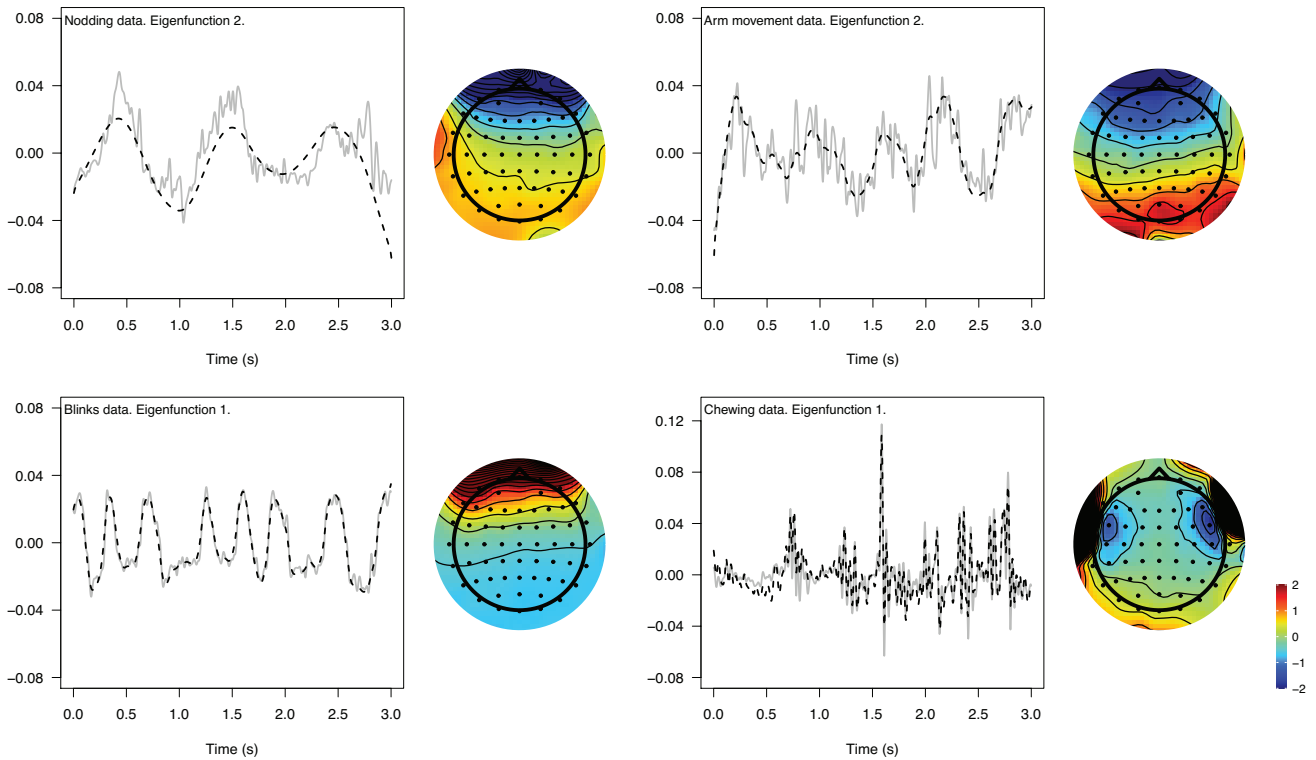 Nodding data. Eigenfunction 2.
0.08
0.04
0.00
−0.04
−0.08
0.0 0.5 1.0 1.5 2.0 2.5 3.0
Time (s)
Arm movement data. Eigenfunction 2.
0.08
0.04
0.00
−0.04
−0.08
0.0 0.5 1.0 1.5 2.0 2.5 3.0
Time (s)
Blinks data. Eigenfunction 1.
0.08
0.04
0.00
−0.04
−0.08
0.0 0.5 1.0 1.5 2.0 2.5 3.0
Time (s)
Chewing data. Eigenfunction 1.
0.12
0.08
0.04
0.00
−0.04
−0.08
0.0 0.5 1.0 1.5 2.0 2.5 3.0
Time (s)
2
1
0
−1
−2